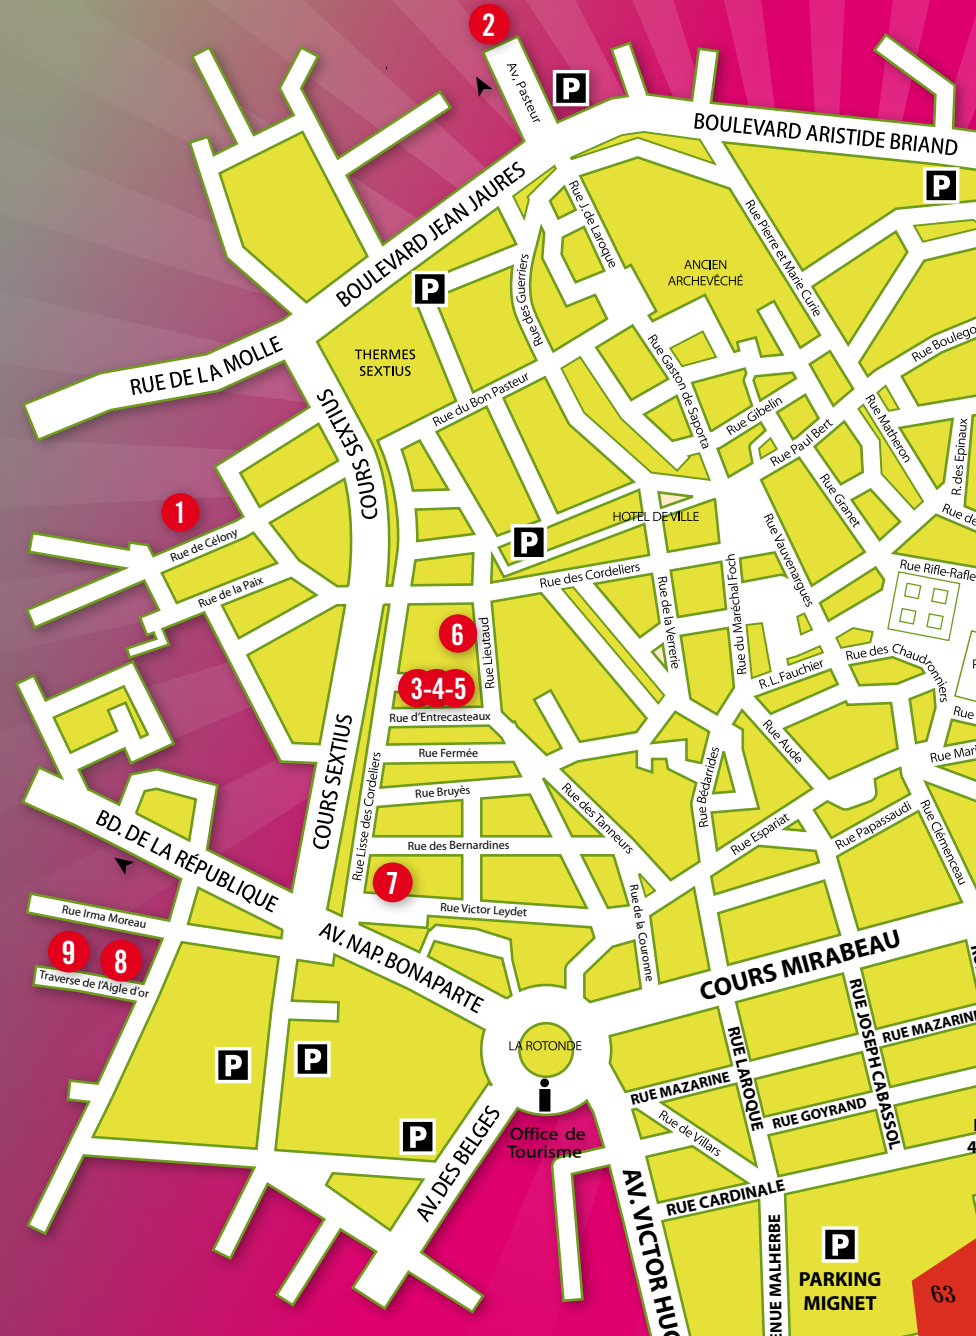 2
Av, Pasteur
P
BOULEVARD ARISTIDE BRIAND
P
BOULEVARD JEAN JAURES
Rue J. de Laroque
Rue Pierre et Marie Curie
ANCIEN
ARCHEVÊCHÉ
P
Rue des Guerriers
RUE DE LA MOLLE
THERMES
SEXTIUS
Rue Gaston de Saporta
Rue du Bon Pasteur
COURS SEXTIUS
Rue Gibelin
Rue Paul Bert
Rue Matheron
R. des Epinaux
Rue Granet
1
Rue de Célony
HOTEL DE VILLE
P
Rue Vauvenargues
Rue de la Paix
Rue des Cordeliers
Rue de la Verrerie
Rue du Maréchal Foch
Rue Rifle-Rafle
6
Rue Lieutaud
3-4-5
Rue d'Entrecasteaux
R.L. Fauchier
Rue des Chaudronniers
Rue
Rue Fermée
Rue Aude
COURS SEXTIUS
Rue Lisse des Cordeliers
Rue Bruyès
Rue des Tanneurs
Rue Bédarrides
Rue Espariat
Rue Papassaudi
Rue Clémenceau
BD. DE LA RÉPUBLIQUE
Rue des Bernardines
7
Rue Victor Leydet
Rue de la Couronne
Rue Irma Moreau
9
8
Traverse de l'Aigle d'or
AV. NAP. BONAPARTE
COURS MIRABEAU
LA ROTONDE
RUE LAROQUE
RUE JOSEPH CABASSOL
RUE MAZARINE
RUE MAZARINE
P
P
RUE GOYRAND
Rue de Villars
P
Office de
Tourisme
AV. DES BELGES
RUE CARDINALE
4
AV. VICTOR HUG
NUE MALHERBE
P
PARKING
MIGNET
63